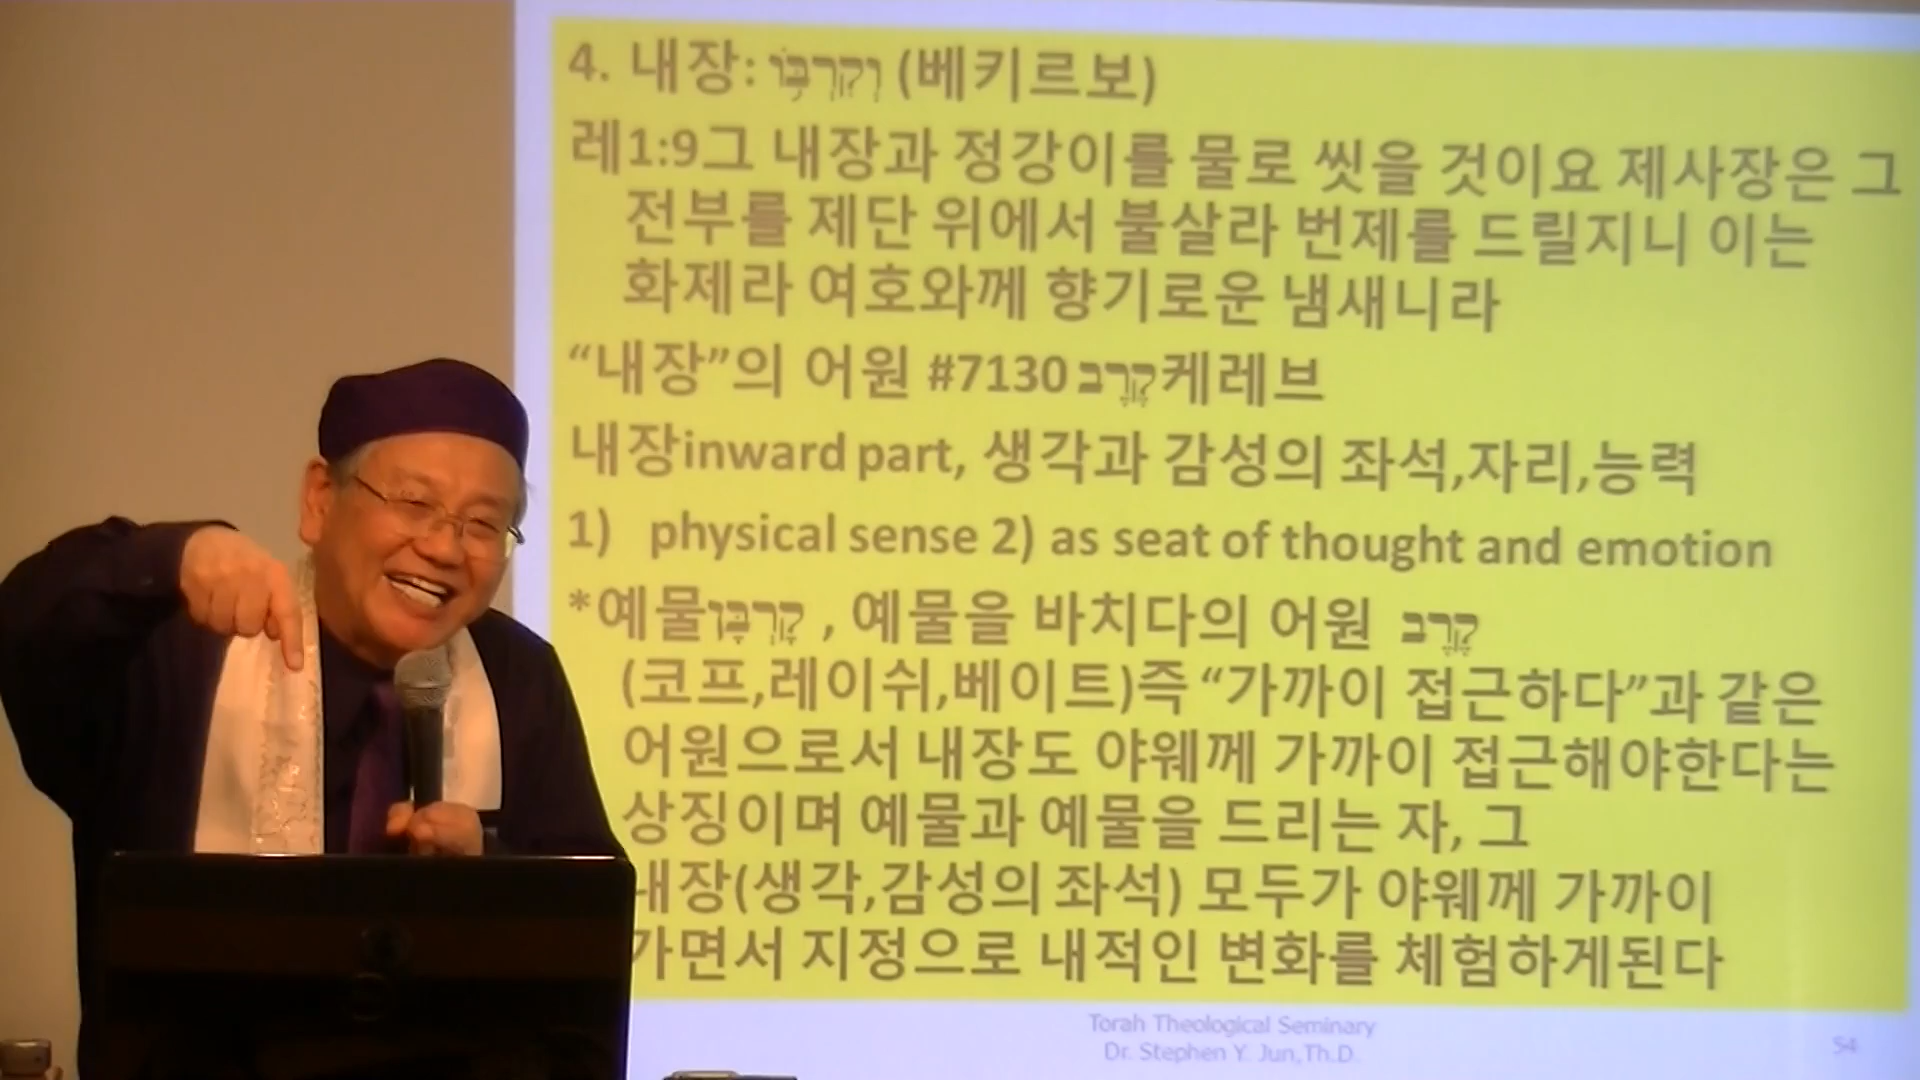 4. 내장: וְקִרְבּ֥וֹ (베키르보)
레1:9그 내장과 정강이를 물로 씻을 것이요 제사장은 그
전부를 제단 위에서 불살라 번제를 드릴지니 이는
화제라 여호와께 향기로운 냄새니라
“내장”의 어원 #7130 קֶרֶב케레브
내장inward part, 생각과 감성의 좌석,자리,능력
1) physical sense 2) as seat of thought and emotion
*예물קָרְבָּן , 예물을 바치다의 어원 קֶרֶב
(코프,레이쉬,베이트)즉 “가까이 접근하다”과 같은
어원으로서 내장도 야웨께 가까이 접근해야한다는
상징이며 예물과 예물을 드리는 자, 그
내장(생각,감성의 좌석) 모두가 야웨께 가까이
가면서 지정으로 내적인 변화를 체험하게된다
Torah Theological Seminary
Dr. Stephen Y. Jun,Th.D
54